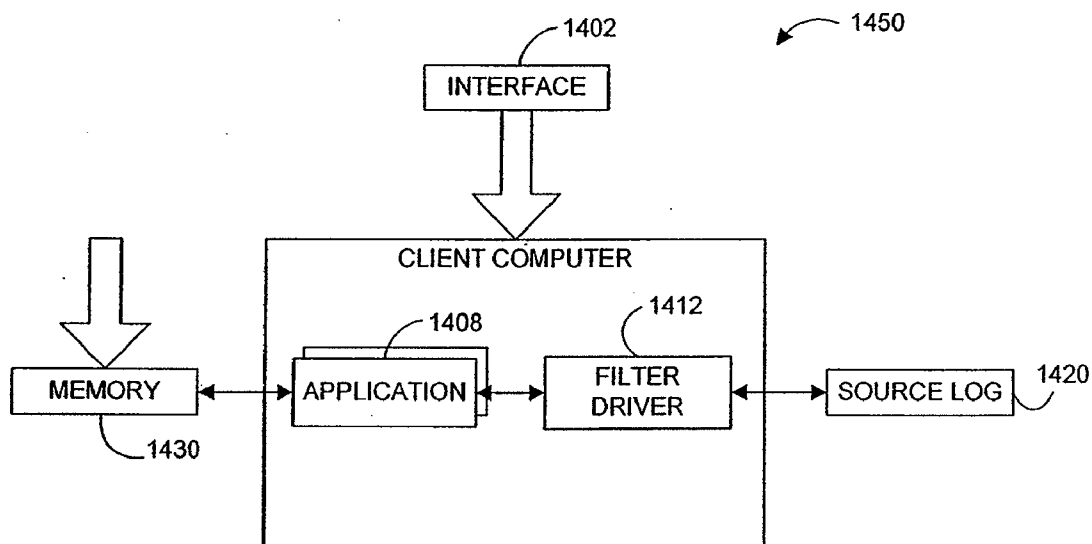 1402
1450
INTERFACE
CLIENT COMPUTER
1408
1412
MEMORY
APPLICATION
FILTER
DRIVER
SOURCE LOG
1420
1430